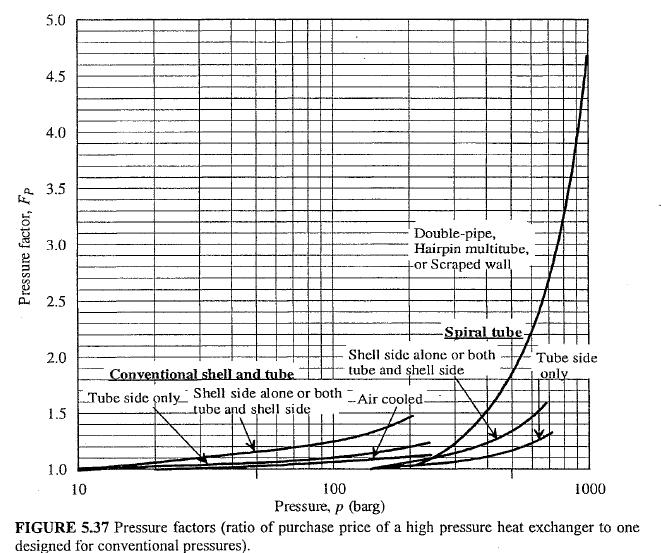 5.0
4.5
4.0
3.5
3.0
2.5
2.0
1.5
1.0
Pressure factor, FP
Double-pipe,
Hairpin multitube,
or Scraped wall
Spiral tube
Shell side alone or both
tube and shell side
Tube side
only
Conventional shell and tube
Tube side only
Shell side alone or both
tube and shell side
Air cooled
10
100
1000
Pressure, p (barg)
FIGURE 5.37 Pressure factors (ratio of purchase price of a high pressure heat exchanger to one
designed for conventional pressures).